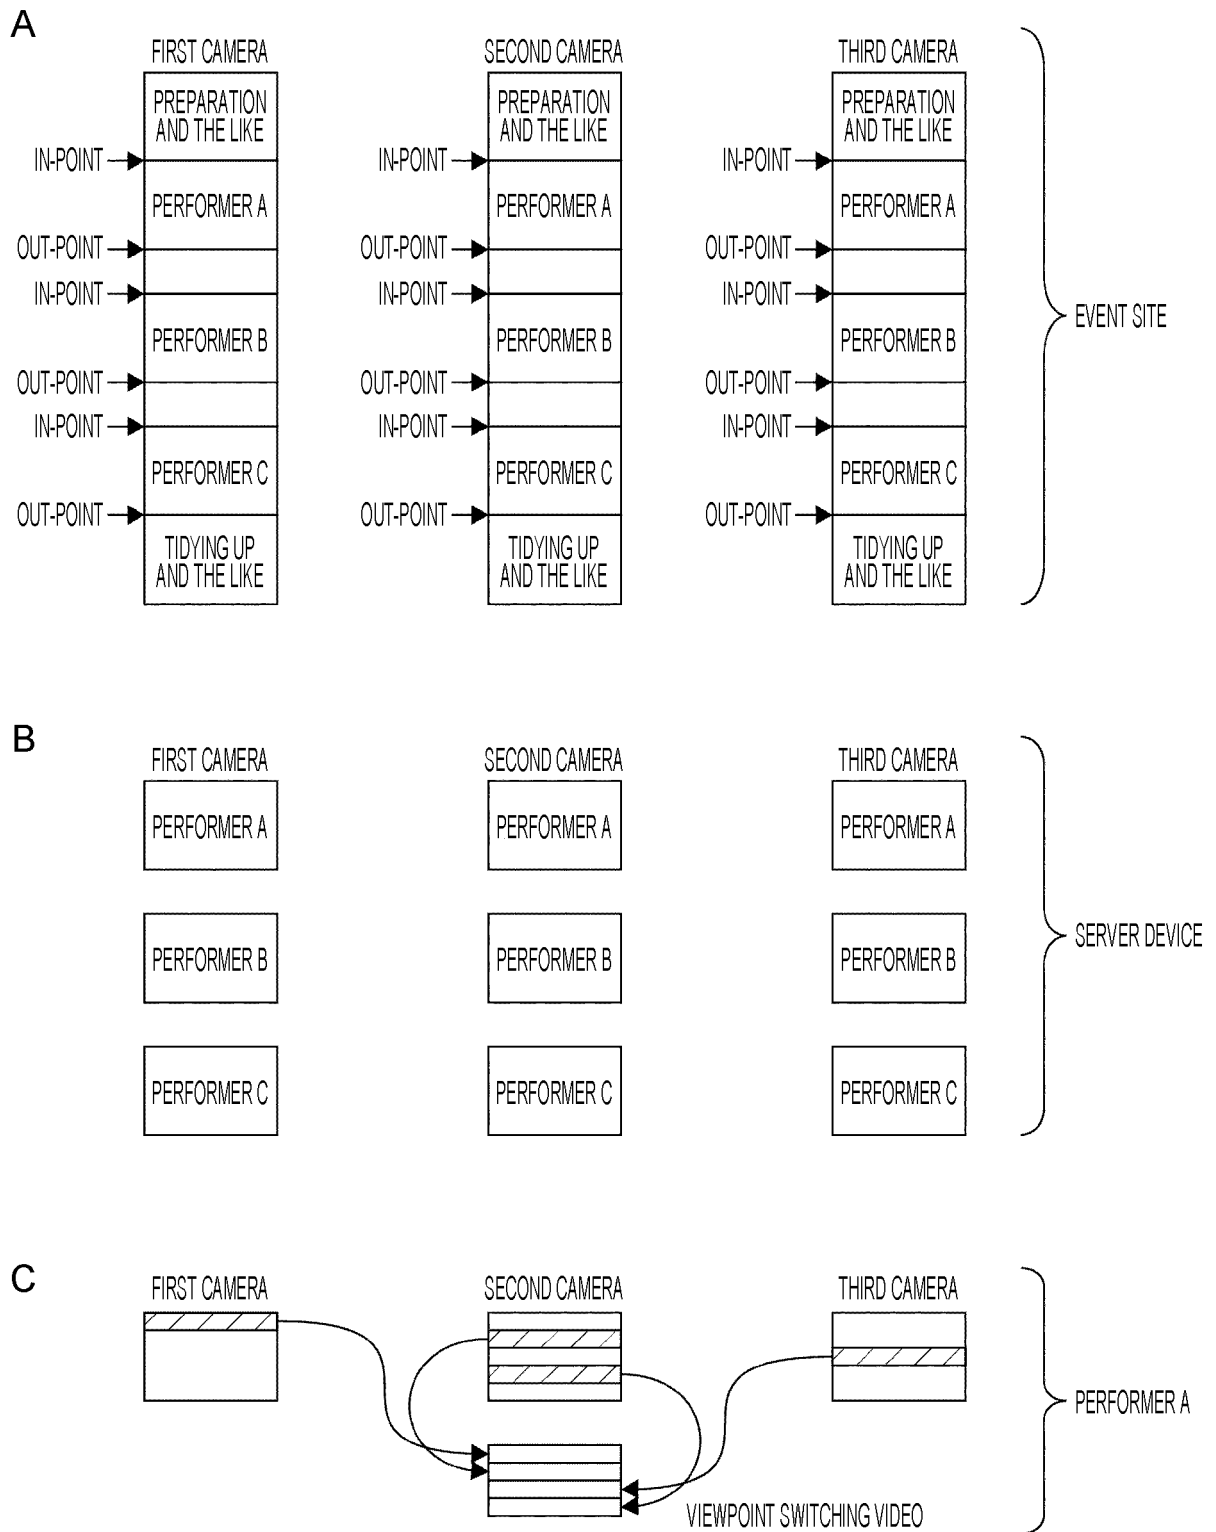 A
FIRST CAMERA SECOND CAMERA THIRD CAMERA
PREPARATION AND THE LIKE PREPARATION AND THE LIKE PREPARATION AND THE LIKE
IN-POINT IN-POINT IN-POINT
PERFORMER A PERFORMER A PERFORMER A
OUT-POINT OUT-POINT OUT-POINT
IN-POINT IN-POINT IN-POINT
EVENT SITE
PERFORMER B PERFORMER B PERFORMER B
OUT-POINT OUT-POINT OUT-POINT
IN-POINT IN-POINT IN-POINT
PERFORMER C PERFORMER C PERFORMER C
OUT-POINT OUT-POINT OUT-POINT
TIDYING UP AND THE LIKE TIDYING UP AND THE LIKE TIDYING UP AND THE LIKE
B
FIRST CAMERA SECOND CAMERA THIRD CAMERA
PERFORMER A PERFORMER A PERFORMER A
SERVER DEVICE
PERFORMER B PERFORMER B PERFORMER B
PERFORMER C PERFORMER C PERFORMER C
C
FIRST CAMERA SECOND CAMERA THIRD CAMERA
PERFORMER A
VIEWPOINT SWITCHING VIDEO